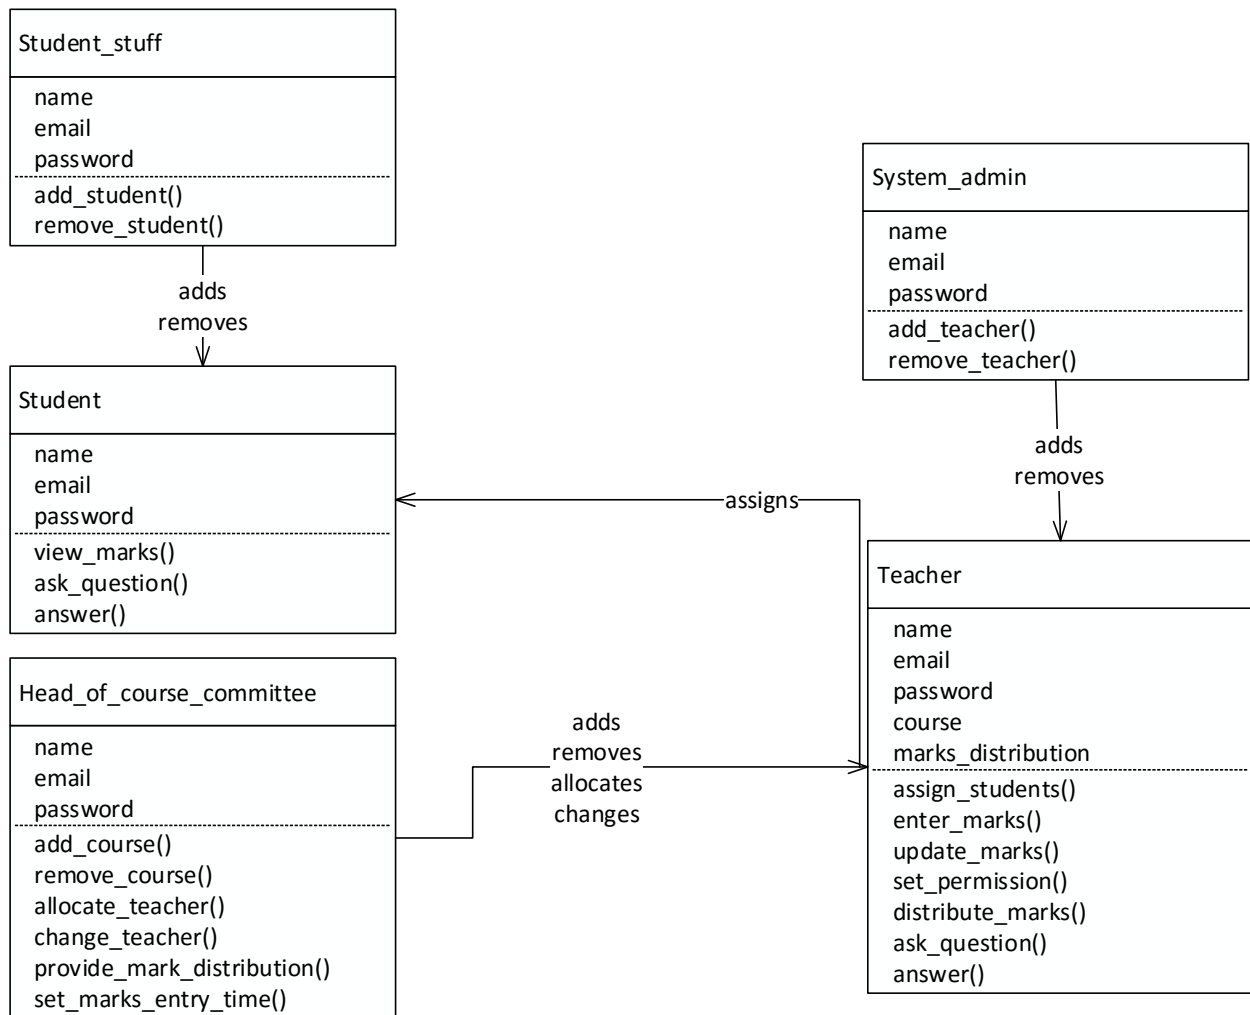 Student_stuff
name
email
password
add_student()
remove_student()
adds
removes
System_admin
name
email
password
add_teacher()
remove_teacher()
adds
removes
Student
name
email
password
view_marks()
ask_question()
answer()
assigns
Teacher
name
email
password
course
marks_distribution
assign_students()
enter_marks()
update_marks()
set_permission()
distribute_marks()
ask_question()
answer()
Head_of_course_committee
name
email
password
add_course()
remove_course()
allocate_teacher()
change_teacher()
provide_mark_distribution()
set_marks_entry_time()
adds
removes
allocates
changes